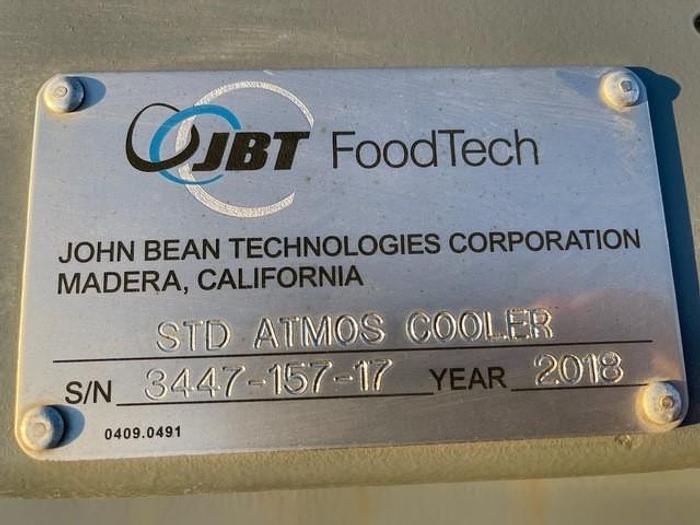 JBT FoodTech
JOHN BEAN TECHNOLOGIES CORPORATION
MADERA, CALIFORNIA
STD ATMOS COOLER
S/N 3447-157-17 YEAR 2018
0409.0491